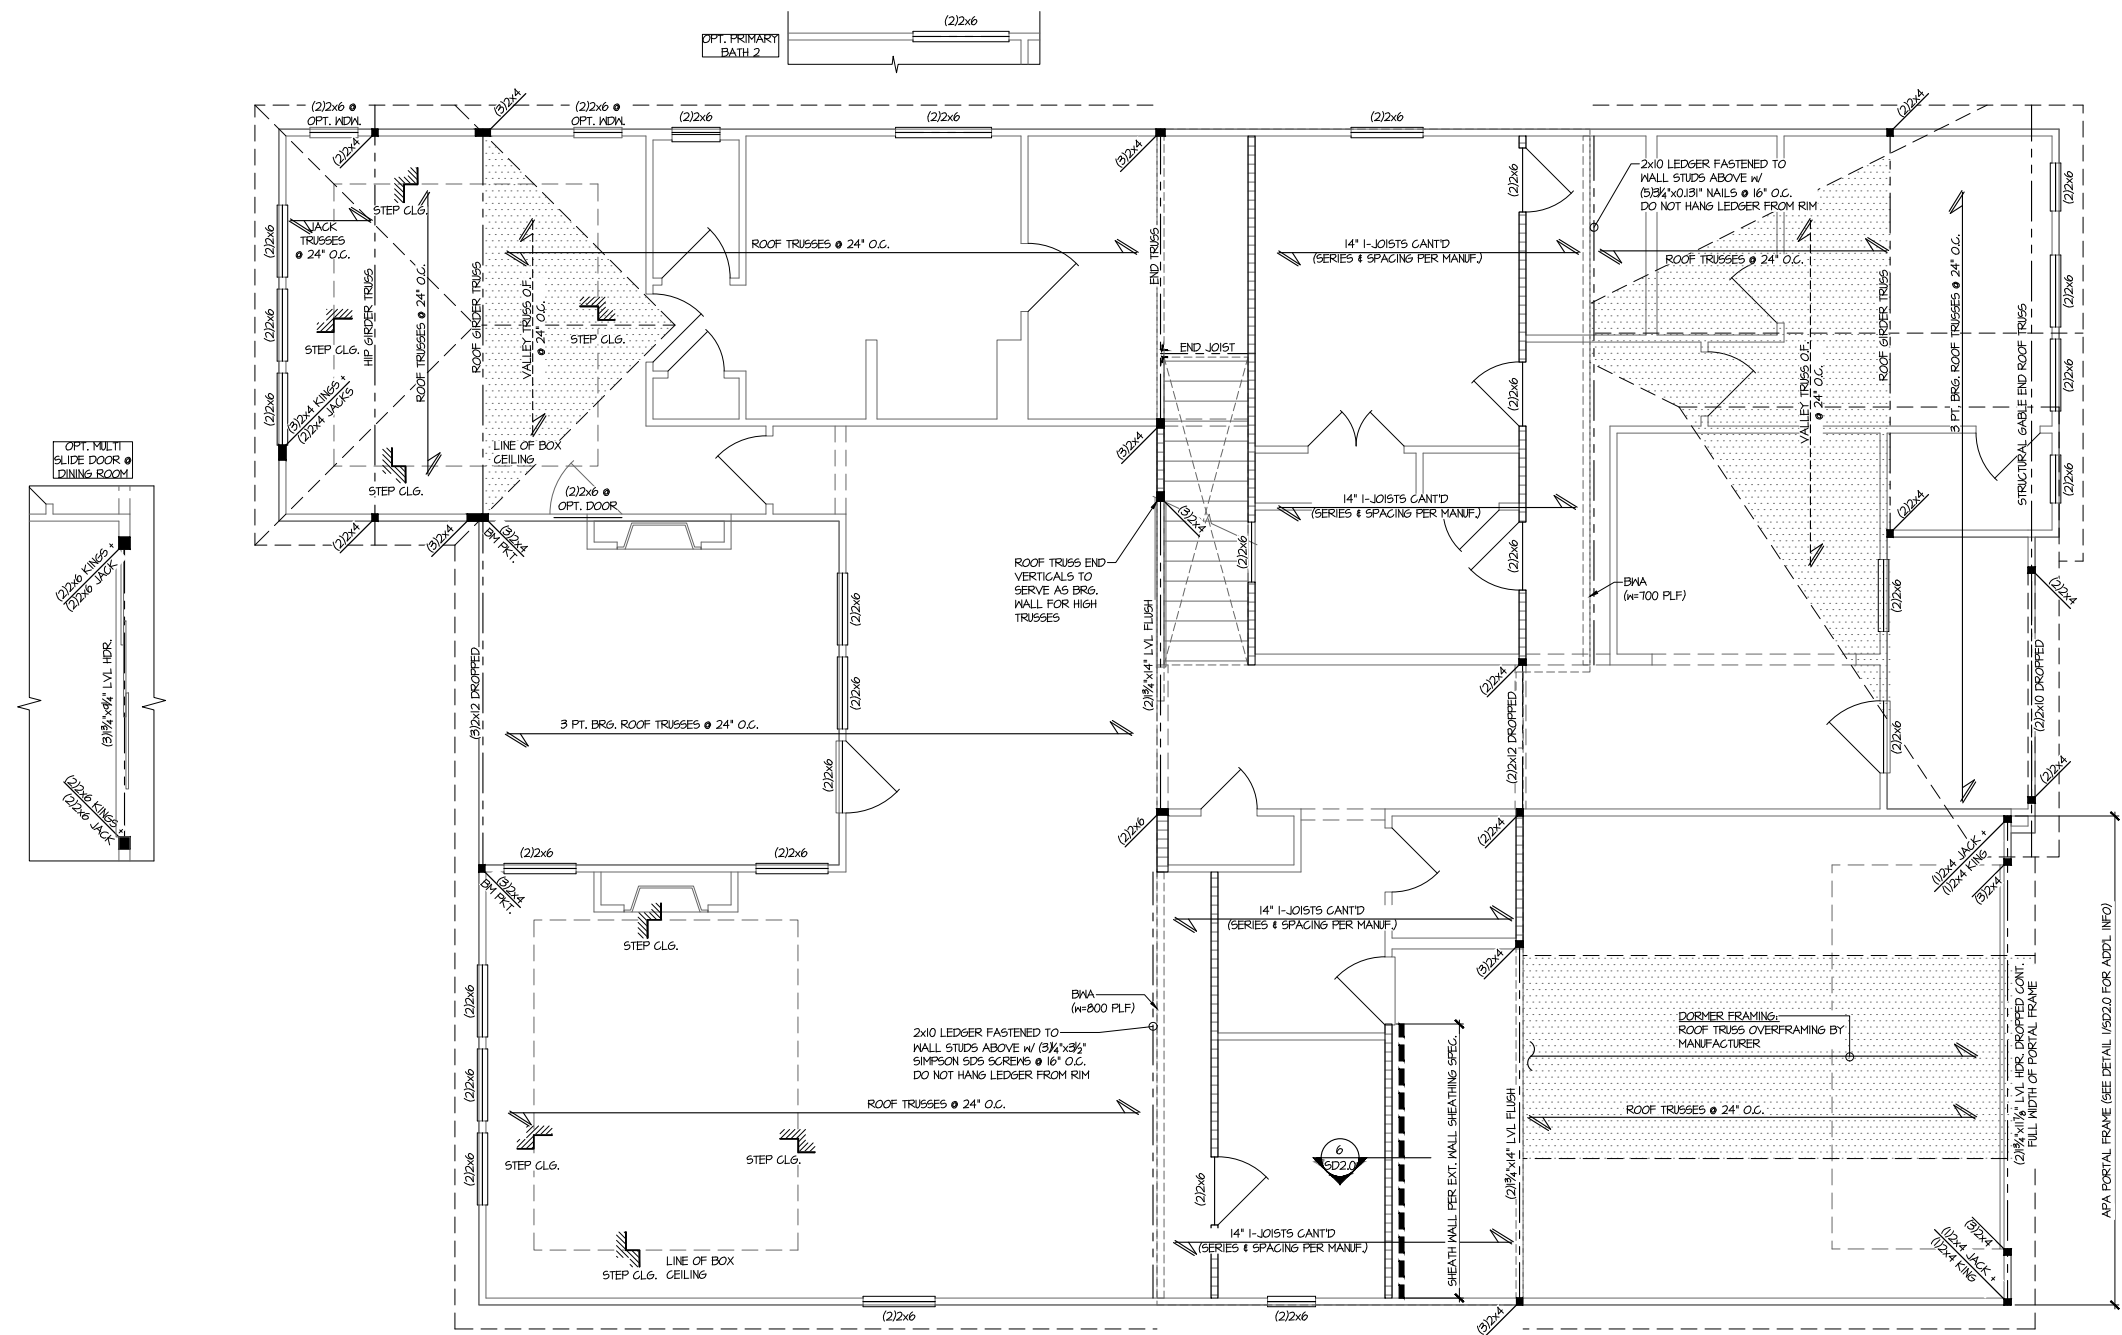 (2)2x6
OPT. PRIMARY
BATH 2
(2)2x6 @
OPT. WDW.
(3)2x4
(2)2x6 @
OPT. WDW.
(2)2x6
(2)2x6
(2)2x6
(2)2x4
(2)2x4
(3)2x4
2x10 LEDGER FASTENED TO
WALL STUDS ABOVE w/
(5)3¼"x0.131" NAILS @ 16" O.C.
DO NOT HANG LEDGER FROM RIM
(2)2x6
(2)2x6
STEP CLG.
JACK
TRUSSES
@ 24" O.C.
(2)2x6
ROOF TRUSSES @ 24" O.C.
END TRUSS
14" I-JOISTS CANT'D
(SERIES & SPACING PER MANUF.)
ROOF TRUSSES @ 24" O.C.
HIP GIRDER TRUSS
ROOF TRUSSES @ 24" O.C.
ROOF GIRDER TRUSS
VALLEY TRUSS O.F.
@ 24" O.C.
ROOF GIRDER TRUSS
3 PT. BRG. ROOF TRUSSES @ 24" O.C.
(2)2x6
STEP CLG.
STEP CLG.
(2)2x6
END JOIST
STRUCTURAL GABLE END ROOF TRUSS
(2)2x6
(2)2x6
(3)2x4 KINGS +
(2)2x4 JACKS
(2)2x6
VALLEY TRUSS O.F.
@ 24" O.C.
(2)2x6
LINE OF BOX
CEILING
(3)2x4
OPT. MULTI
SLIDE DOOR @
DINING ROOM
STEP CLG.
(2)2x6 @
OPT. DOOR
14" I-JOISTS CANT'D
(SERIES & SPACING PER MANUF.)
(2)2x6
(2)2x4
(2)2x4
(3)2x4
(3)2x4
BM PKT.
(3)2x4
(2)2x6
(2)2x6
(2)2x6 KINGS +
(2)2x6 JACK
ROOF TRUSS END
VERTICALS TO
SERVE AS BRG.
WALL FOR HIGH
TRUSSES
BWA
(w=700 PLF)
(2)2x6
(2)2x4
(2)2x6
(2)1¾"x14" LVL FLUSH
(3)1¾"x9¼" LVL HDR.
(3)2x12 DROPPED
(2)2x6
(2)2x4
(2)2x12 DROPPED
(2)2x6
(2)2x10 DROPPED
3 PT. BRG. ROOF TRUSSES @ 24" O.C.
(2)2x6
(2)2x4
(2)2x6 KINGS +
(2)2x6 JACK
(2)2x6
(2)2x4
(2)2x6
(2)2x6
(3)2x4
BM PKT.
(1)2x4 JACK +
(1)2x4 KING
(3)2x4
14" I-JOISTS CANT'D
(SERIES & SPACING PER MANUF.)
STEP CLG.
(3)2x4
(2)2x6
BWA
(w=800 PLF)
2x10 LEDGER FASTENED TO
WALL STUDS ABOVE w/ (3)¼"x3½"
SIMPSON SDS SCREWS @ 16" O.C.
DO NOT HANG LEDGER FROM RIM
DORMER FRAMING.
ROOF TRUSS OVERFRAMING BY
MANUFACTURER
(2)1¾"x11⅞" LVL HDR. DROPPED CONT.
FULL WIDTH OF PORTAL FRAME
APA PORTAL FRAME (SEE DETAIL 1/SD2.0 FOR ADD'L INFO)
(2)2x6
ROOF TRUSSES @ 24" O.C.
ROOF TRUSSES @ 24" O.C.
SHEATH WALL PER EXT. WALL SHEATHING SPEC.
(2)1¾"x14" LVL FLUSH
(2)2x6
STEP CLG.
STEP CLG.
6
SD2.0
(2)2x6
14" I-JOISTS CANT'D
(SERIES & SPACING PER MANUF.)
(3)2x4
(1)2x4 JACK +
(1)2x4 KING
STEP CLG.
LINE OF BOX
CEILING
(2)2x6
(2)2x6
(3)2x4